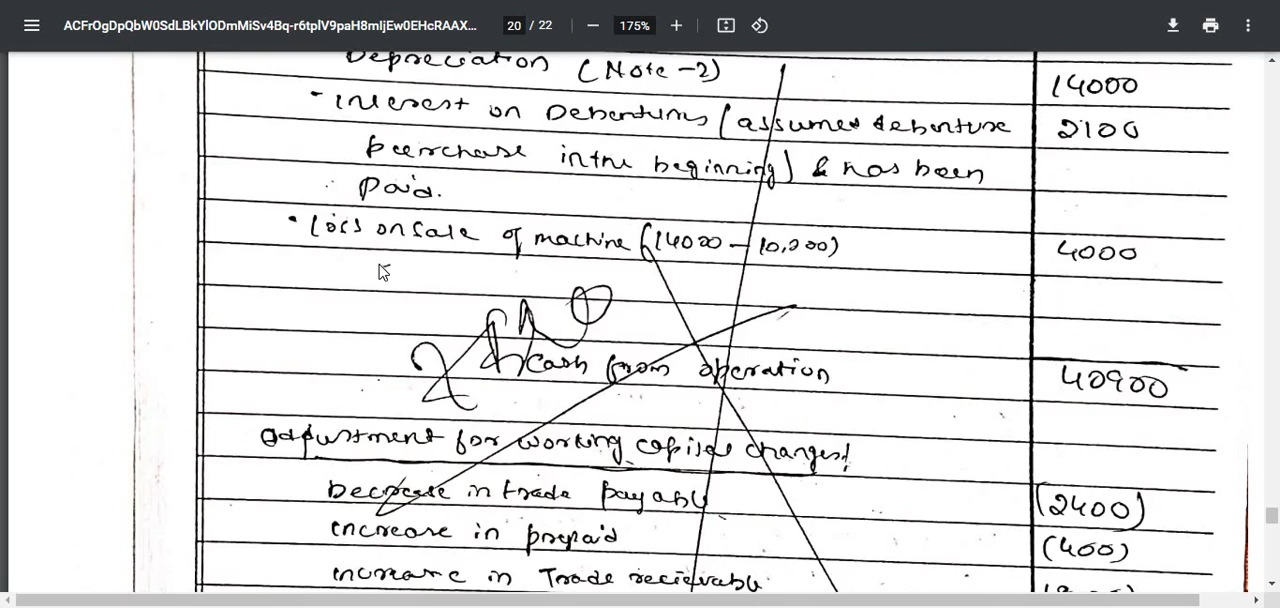 ACFrOgDpQbW0SdLBkYlODmMiSv4Bq-r6tplV9paH8mIjEw0EHcRAAX... 20 / 22 175%
Depreciation (Note -2) 14000
• Interest on Debentures (assumed debenture 2100
purchase in the beginning) & has been
paid.
• Loss on sale of machine (14000 - 10,000) 4000
Cash from operation 40900
adjustment for working capital changes!
Decrease in trade payable (2400)
increase in prepaid (400)
increase in Trade recievable